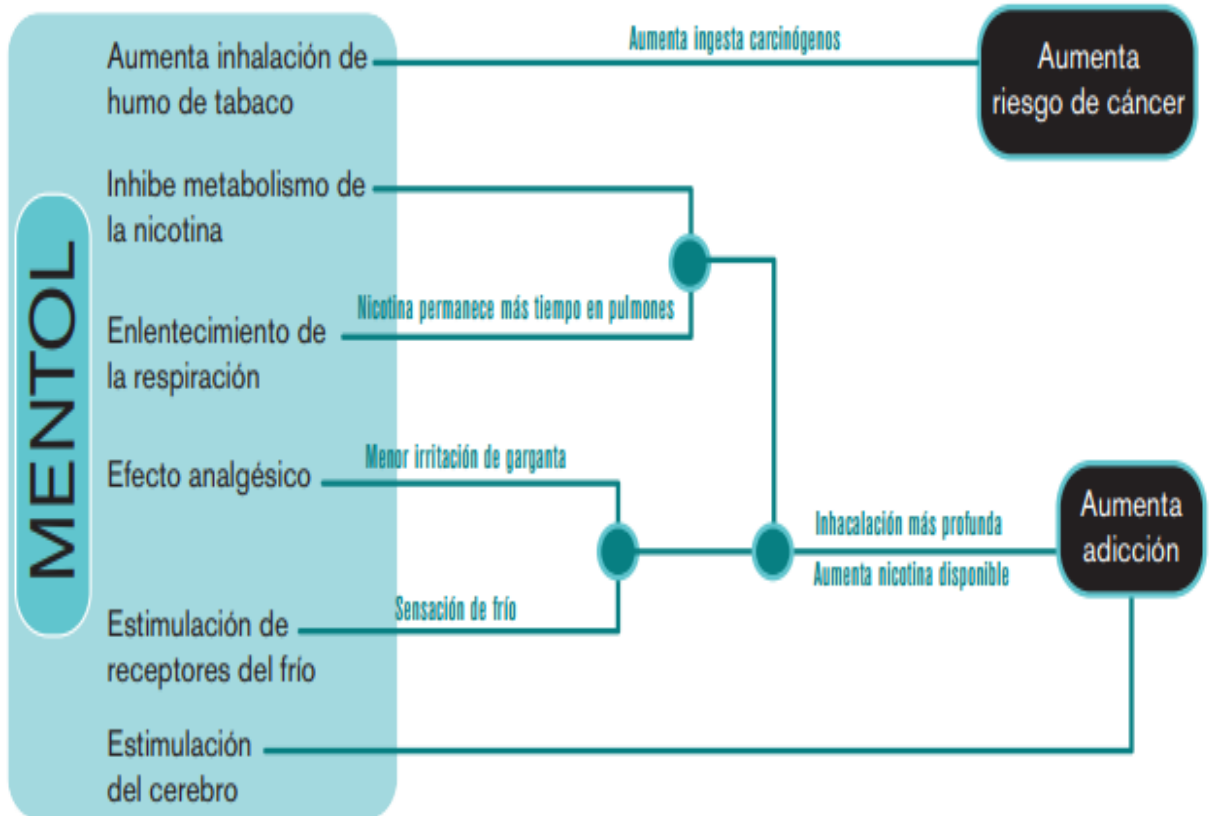 MENTOL
Aumenta inhalación de
humo de tabaco
Aumenta ingesta carcinógenos
Aumenta
riesgo de cáncer
Inhibe metabolismo de
la nicotina
Nicotina permanece más tiempo en pulmones
Enlentecimiento de
la respiración
Menor irritación de garganta
Efecto analgésico
Inhacalación más profunda
Aumenta nicotina disponible
Aumenta
adicción
Sensación de frío
Estimulación de
receptores del frío
Estimulación
del cerebro